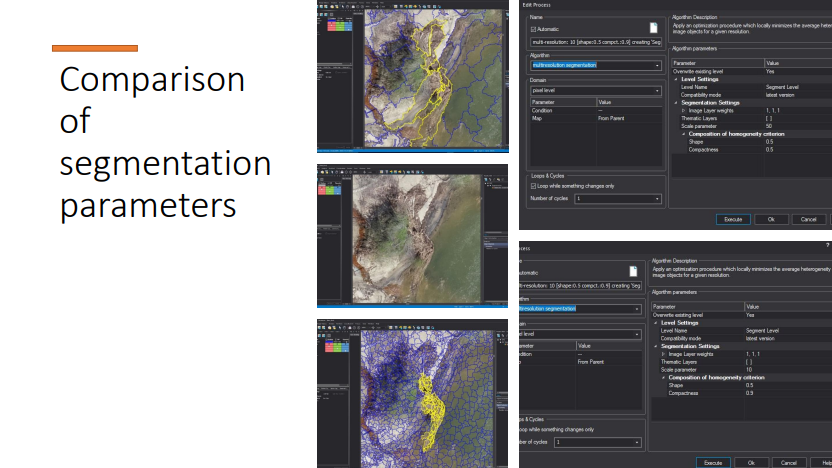 Comparison
of
segmentation
parameters
Edit Process
Name
Automatic
multi-resolution: 10 [shape:0.5 compct.:0.9] creating 'Seg
Algorithm
multiresolution segmentation
Domain
pixel level
Parameter Value
Condition ---
Map From Parent
Loops & Cycles
Loop while something changes only
Number of cycles 1
Algorithm Description
Apply an optimization procedure which locally minimizes the average heter
image objects for a given resolution.
Algorithm parameters
Parameter Value
Overwrite existing level Yes
Level Settings
Level Name Segment Level
Compatibility mode latest version
Segmentation Settings
Image Layer weights 1, 1, 1
Thematic Layers [ ]
Scale parameter 50
Composition of homogeneity criterion
Shape 0.5
Compactness 0.5
Execute Ok Cancel
ocess ?
utomatic
lti-resolution: 10 [shape:0.5 compct.:0.9] creating 'Seg
rithm
tiresolution segmentation
ain
el level
ameter Value
ndition ---
p From Parent
ops & Cycles
oop while something changes only
ber of cycles 1
Algorithm Description
Apply an optimization procedure which locally minimizes the average heterogeneity
image objects for a given resolution.
Algorithm parameters
Parameter Value
Overwrite existing level Yes
Level Settings
Level Name Segment Level
Compatibility mode latest version
Segmentation Settings
Image Layer weights 1, 1, 1
Thematic Layers [ ]
Scale parameter 10
Composition of homogeneity criterion
Shape 0.5
Compactness 0.9
Execute Ok Cancel Help